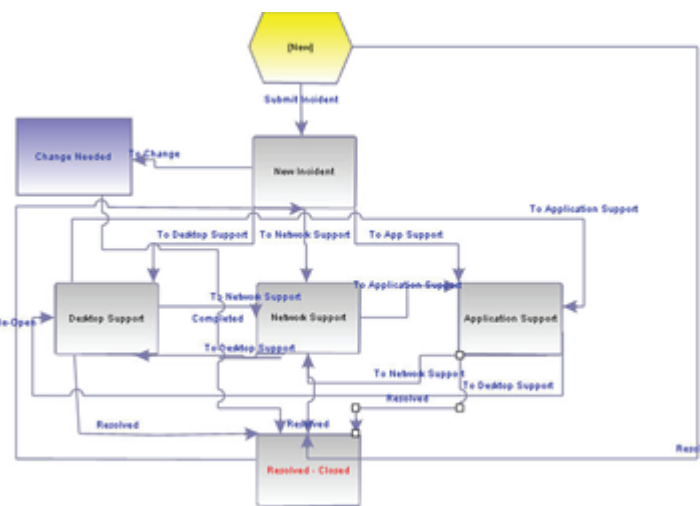 [New]
Submit Incident
Change Needed
To Change
New Incident
To Application Support
To Desktop Support
To Network Support
To App Support
To Application Support
To Network Support
Desktop Support
Completed
Network Support
Application Support
e-Open
To Desktop Support
To Network Support
To Desktop Support
Resolved
Resolved
Resolved
Reso
Resolved - Closed